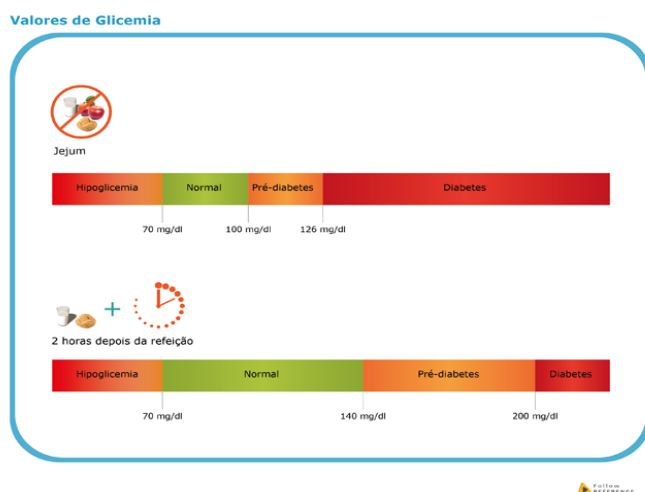 Valores de Glicemia
Jejum
Hipoglicemia Normal Pré-diabetes Diabetes
70 mg/dl 100 mg/dl 126 mg/dl
+
2 horas depois da refeição
Hipoglicemia Normal Pré-diabetes Diabetes
70 mg/dl 140 mg/dl 200 mg/dl
Follow
REFERENCE